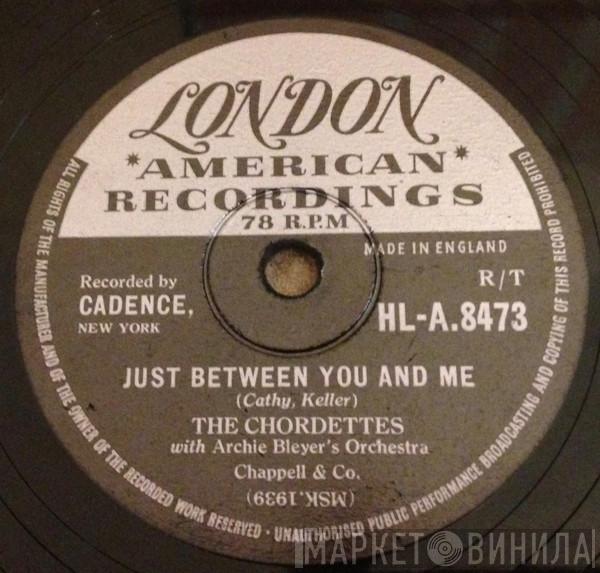 LONDON
*AMERICAN*
RECORDINGS
78 R.P.M
MADE IN ENGLAND
Recorded by
CADENCE,
NEW YORK
R/T
HL-A.8473
JUST BETWEEN YOU AND ME
(Cathy, Keller)
THE CHORDETTES
with Archie Bleyer's Orchestra
Chappell & Co.
(MSK.1939)
ALL RIGHTS OF THE MANUFACTURER AND OF THE OWNER OF THE RECORDED WORK RESERVED · UNAUTHORISED PUBLIC PERFORMANCE BROADCASTING AND COPYING OF THIS RECORD PROHIBITED
МАРКЕТ ВИНИЛА